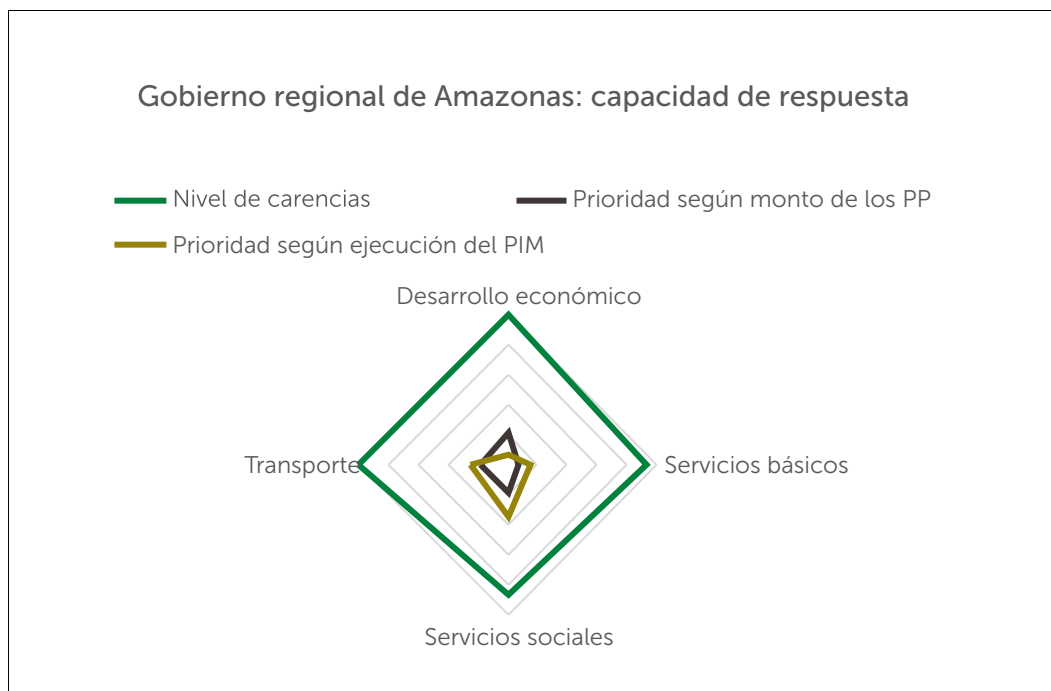 Gobierno regional de Amazonas: capacidad de respuesta
Nivel de carencias
Prioridad según monto de los PP
Prioridad según ejecución del PIM
Desarrollo económico
Transporte
Servicios básicos
Servicios sociales